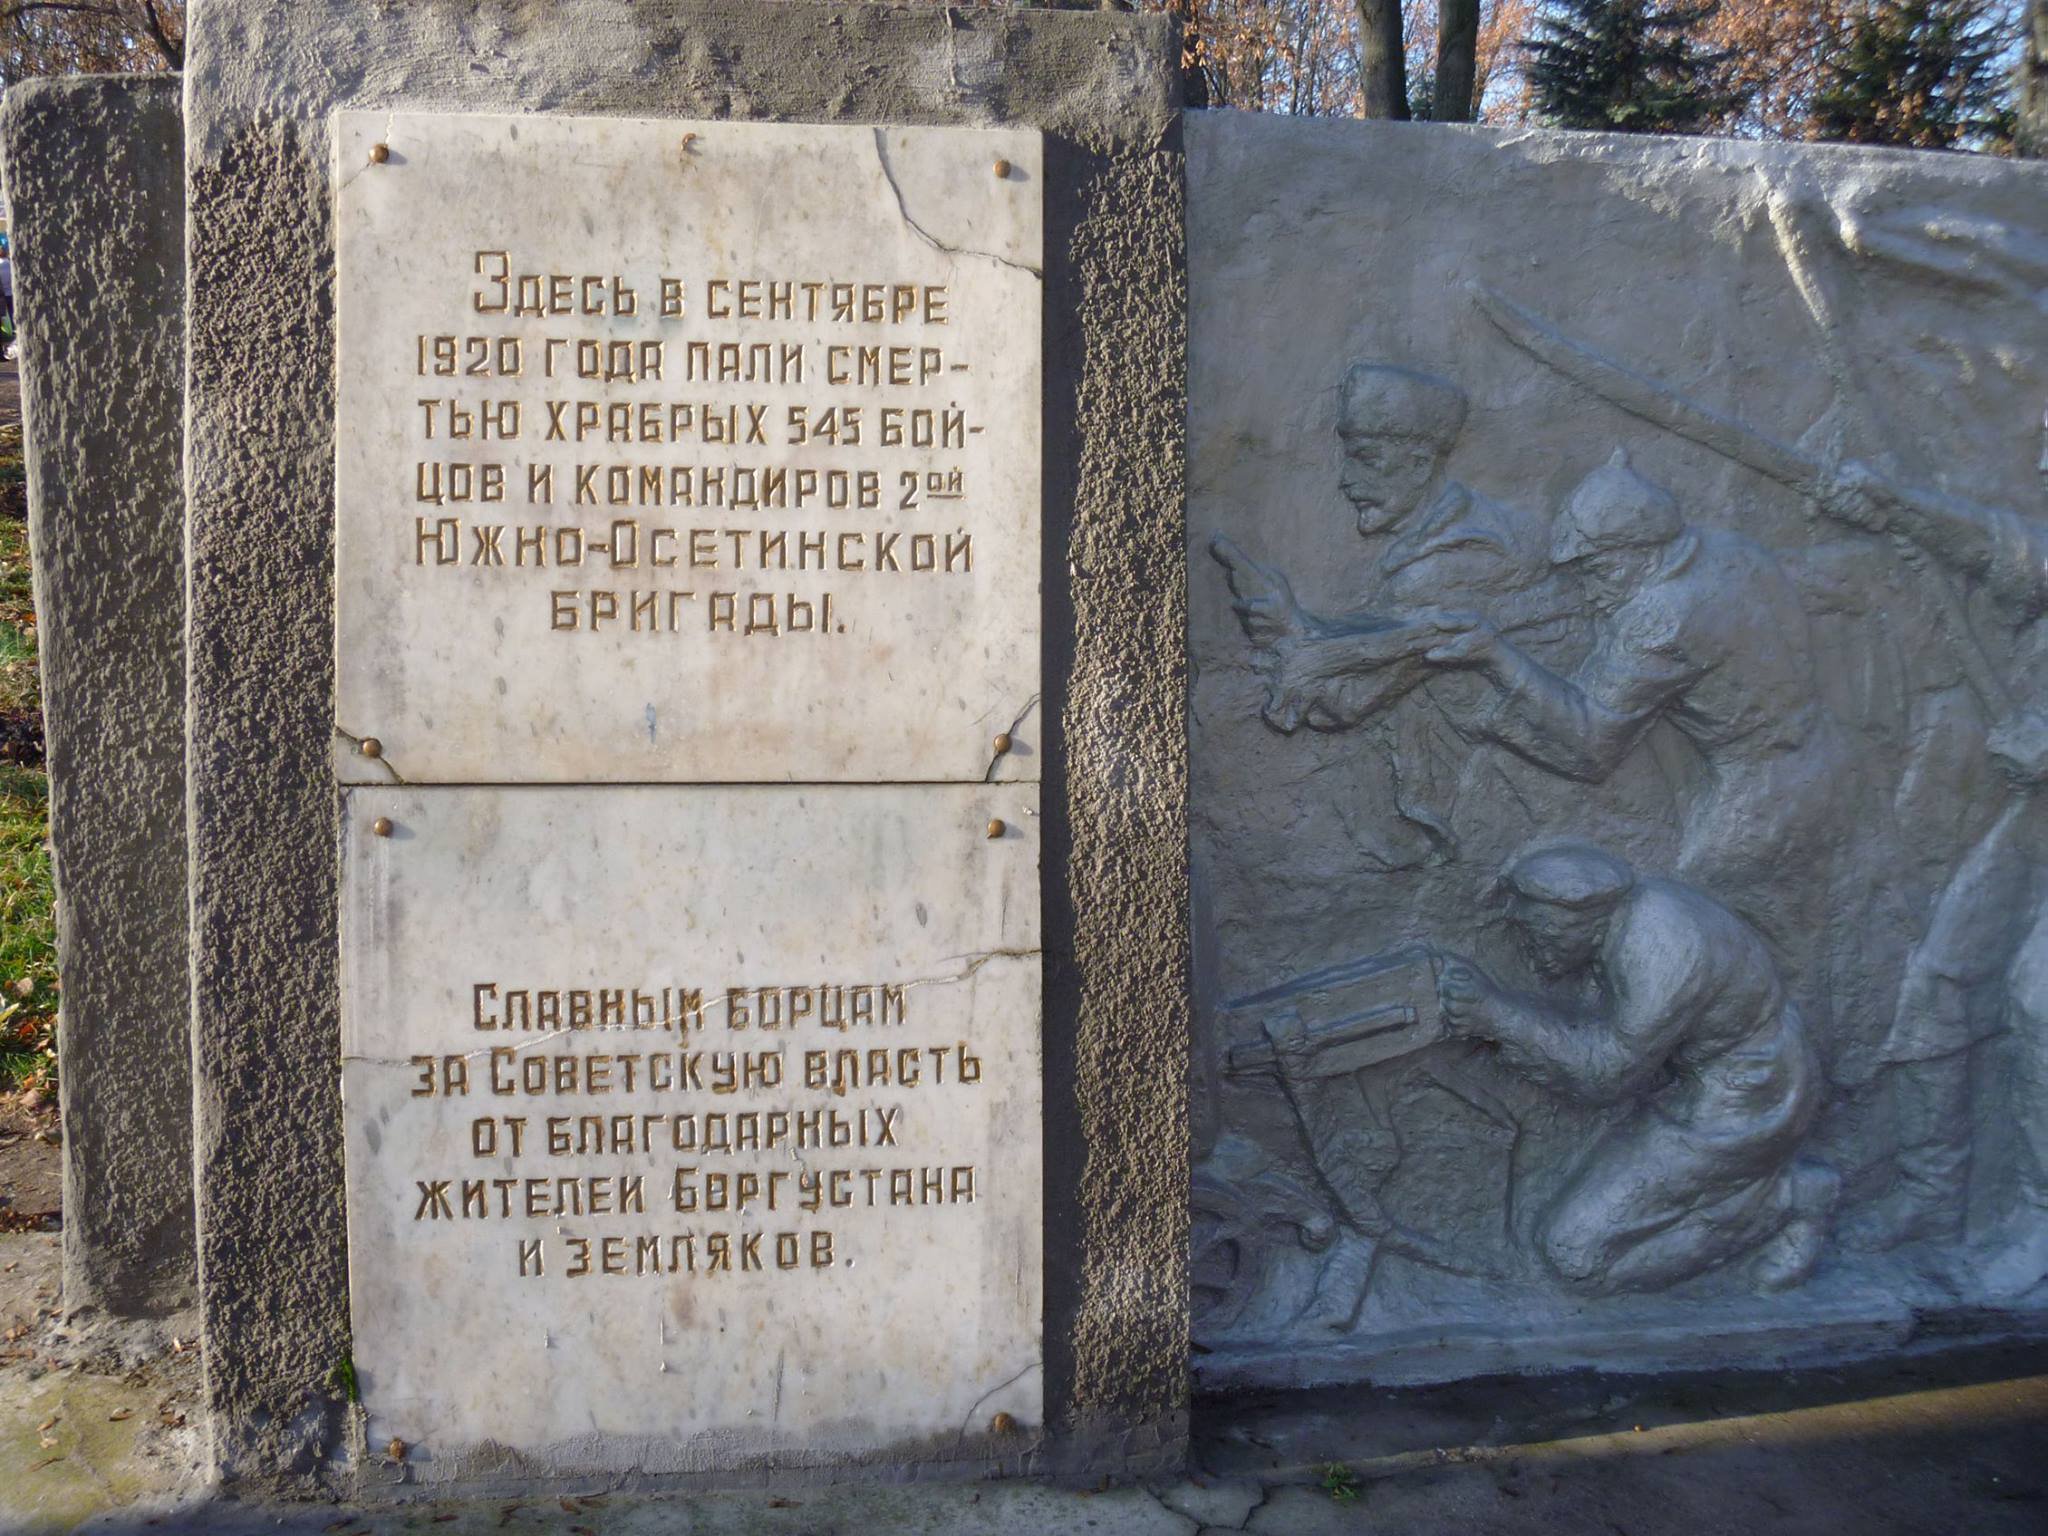 Здесь в сентябре
1920 года пали смер-
тью храбрых 545 бой-
цов и командиров 2ой
Южно-Осетинской
бригады.
Славным борцам
за Советскую власть
от благодарных
жителей Боргустана
и земляков.